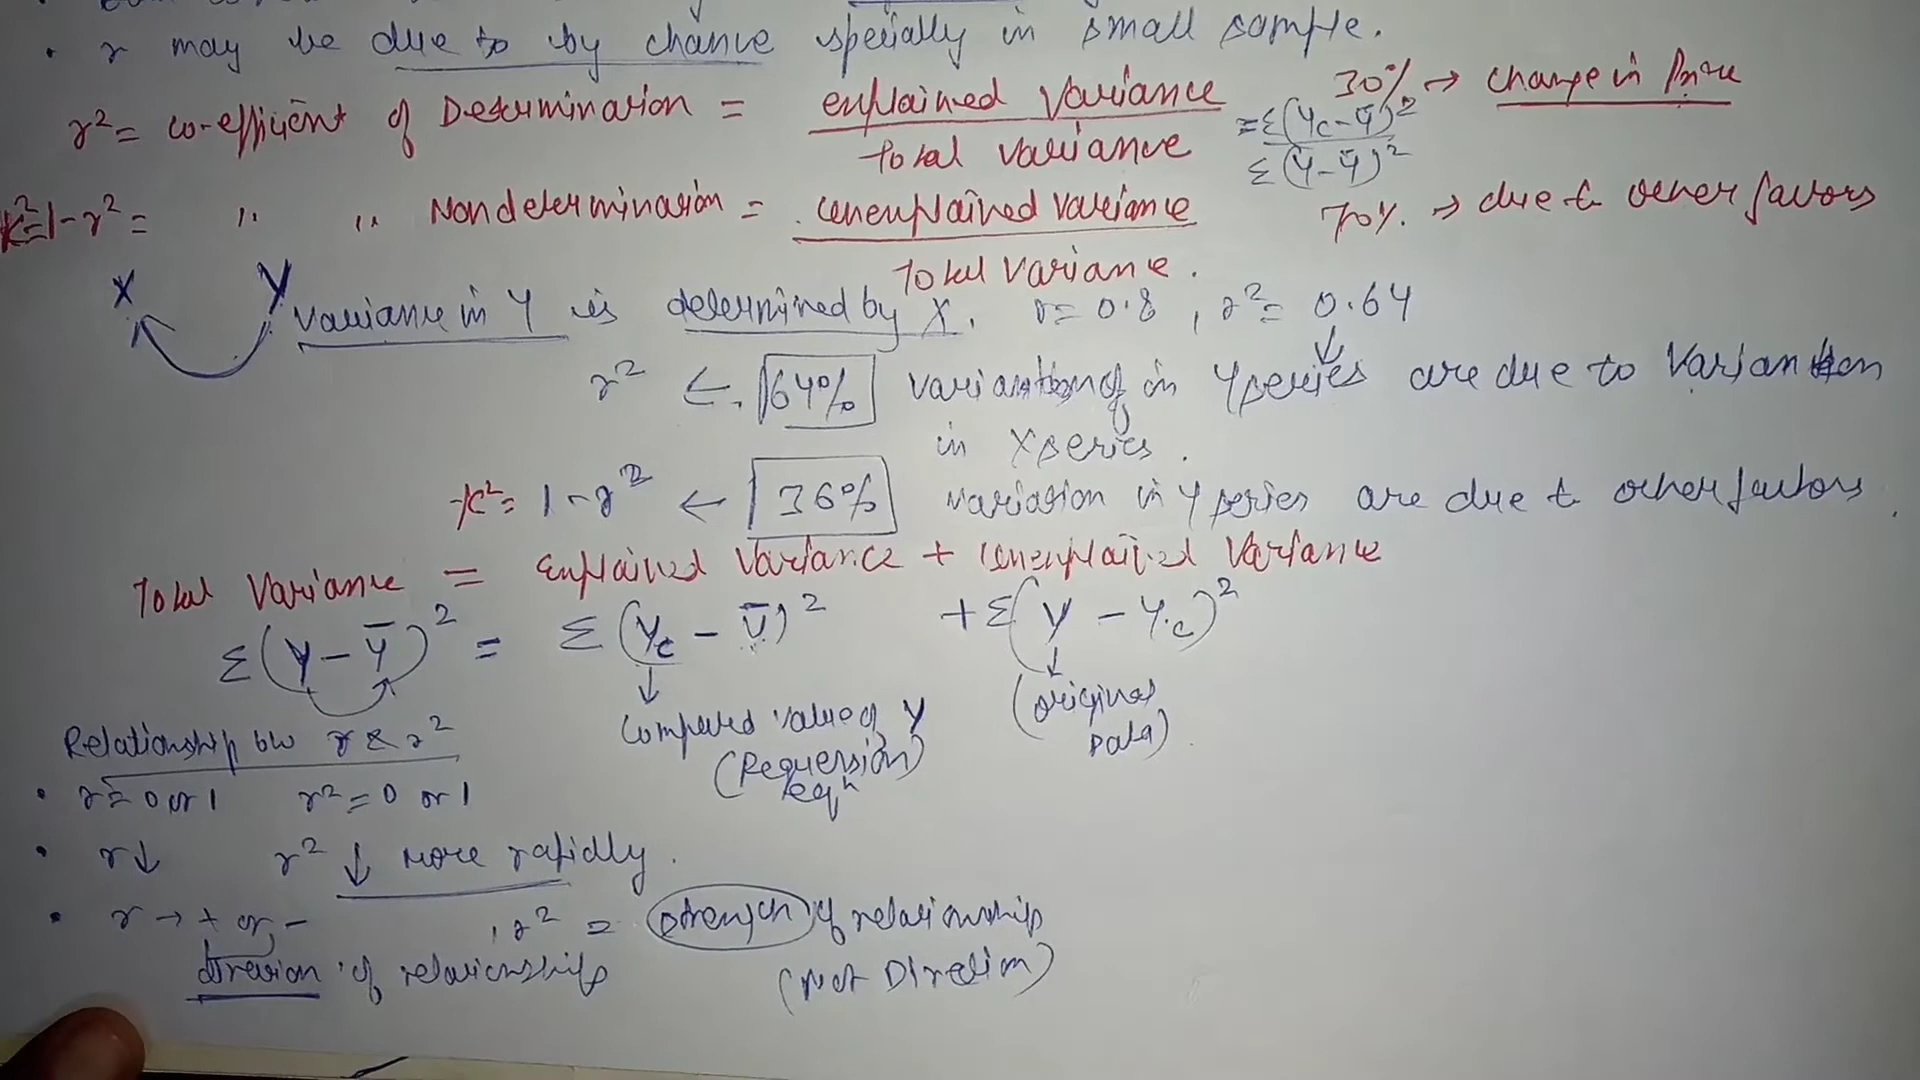 • r may be due to by chance specially in small sample.
r² = co-efficient of Determination = explained variance / Total variance = Σ(Yc-Ȳ)² / Σ(Y-Ȳ)²
30% → change in Price
K²=1-r² = '' '' Nondetermination = unexplained variance / Total variance.
70% → due to other factors
X Y
variance in Y is determined by X. r = 0.8, r² = 0.64
↓
r² ← 64% variation in Y series are due to variation
in X series.
K² = 1-r² ← 36% variation in Y series are due to other factors.
Total Variance = Explained Variance + Unexplained Variance
Σ(Y-Ȳ)² = Σ(Yc-Ȳ)² + Σ(Y-Yc)²
↓ ↓
computed value of Y (original
(Regression Data)
eqⁿ)
Relationship bw r & r²
• r = 0 or 1 r² = 0 or 1
• r↓ r² ↓ More rapidly.
• r → + or - , r² = strength of relationship
direction of relationship (Not Direction)